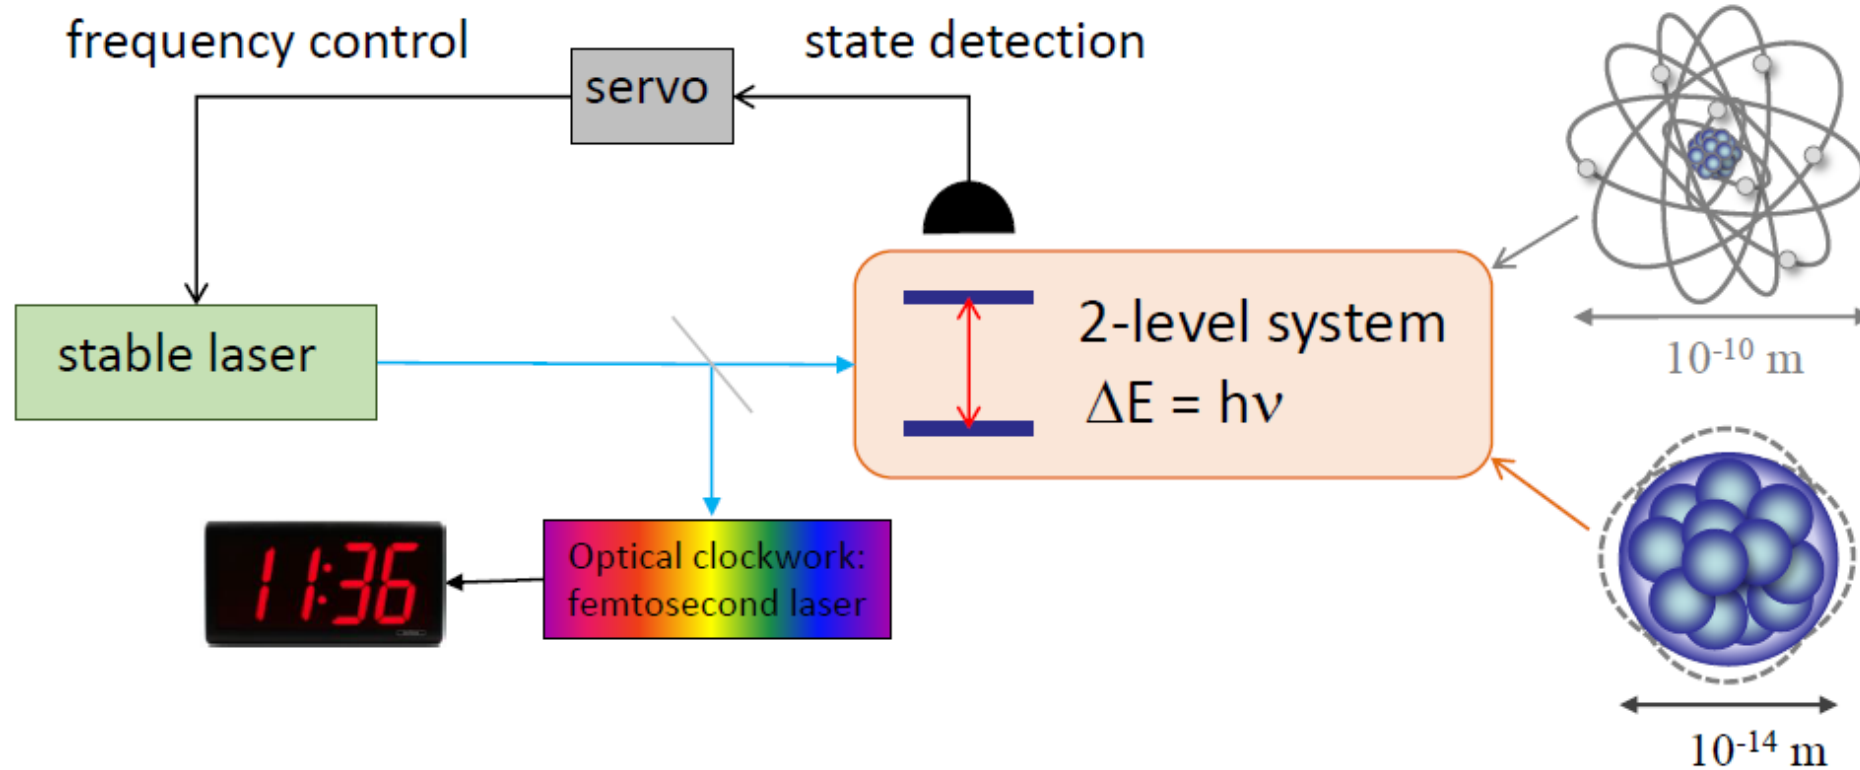 frequency control
state detection
servo
stable laser
2-level system
ΔE = hν
10⁻¹⁰ m
Optical clockwork:
femtosecond laser
11:36
10⁻¹⁴ m